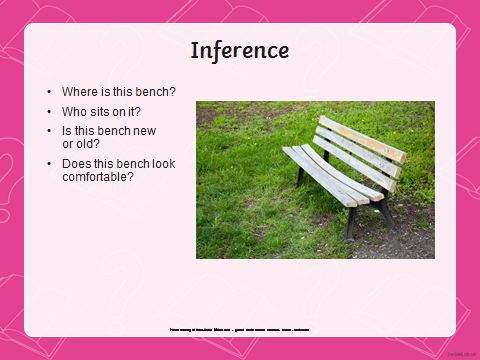 Inference
• Where is this bench?
• Who sits on it?
• Is this bench new
or old?
• Does this bench look
comfortable?